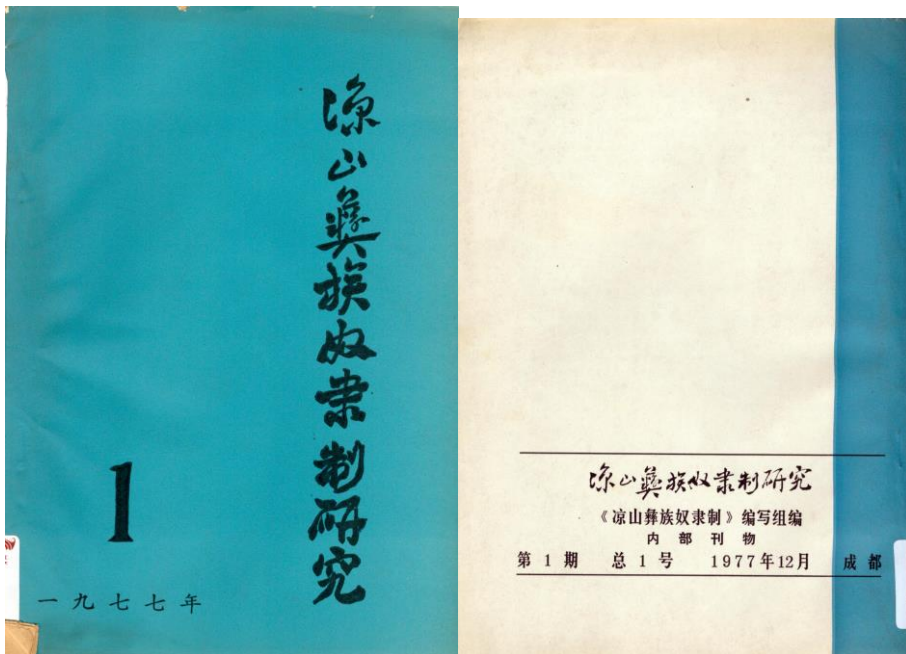 凉山彝族奴隶制研究
1
一九七七年
凉山彝族奴隶制研究
《凉山彝族奴隶制》编写组编
内部刊物
第1期 总1号 1977年12月 成都